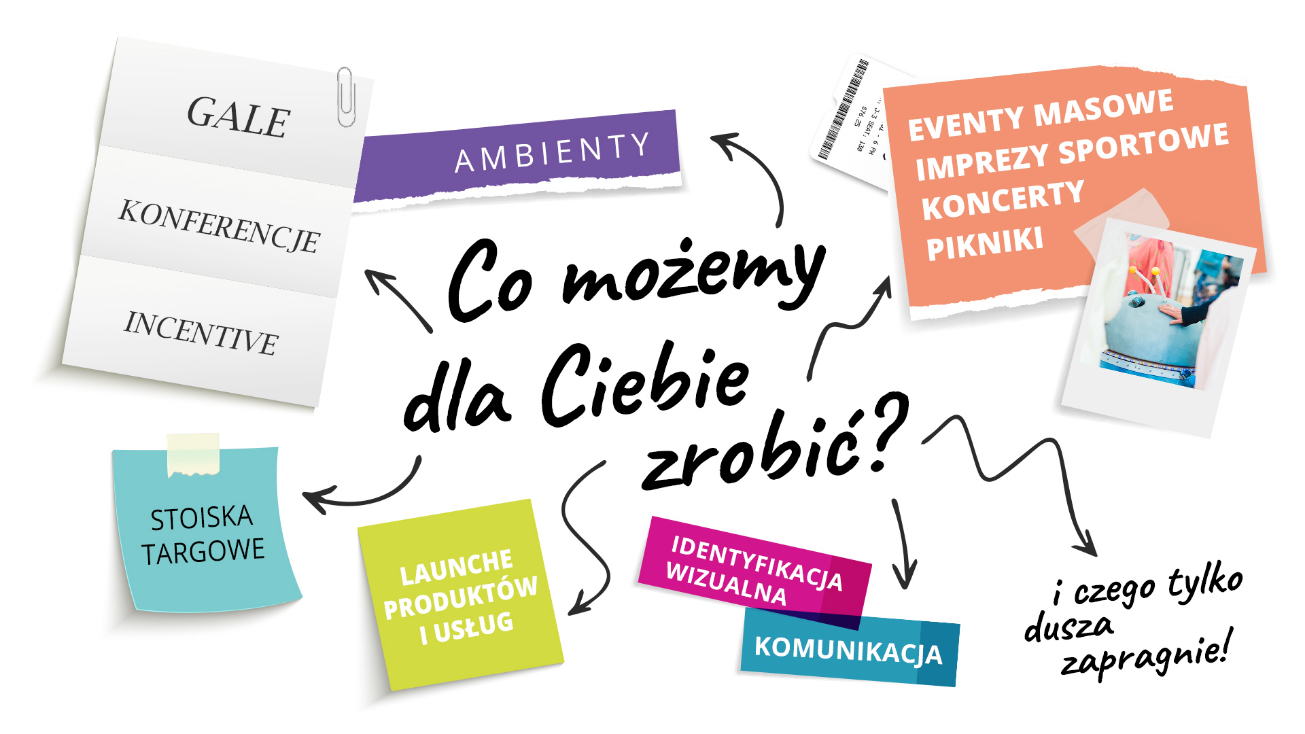 GALE
KONFERENCJE
INCENTIVE
AMBIENTY
EVENTY MASOWE
IMPREZY SPORTOWE
KONCERTY
PIKNIKI
Co możemy
dla Ciebie
zrobić?
STOISKA
TARGOWE
LAUNCHE
PRODUKTÓW
I USŁUG
IDENTYFIKACJA
WIZUALNA
KOMUNIKACJA
i czego tylko
dusza
zapragnie!